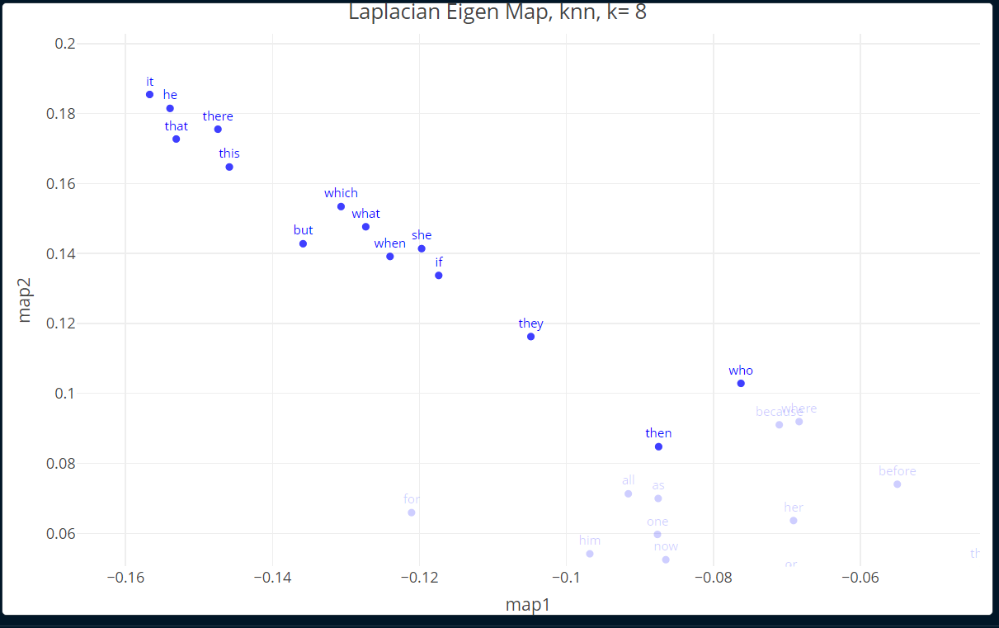 Laplacian Eigen Map, knn, k= 8
0.2
it
he
0.18
there
that
this
0.16
which
what
but
when
she
0.14
if
map2
0.12
they
who
0.1
because
where
then
0.08
before
all
as
for
her
one
0.06
him
now
or
th
−0.16
−0.14
−0.12
−0.1
−0.08
−0.06
map1